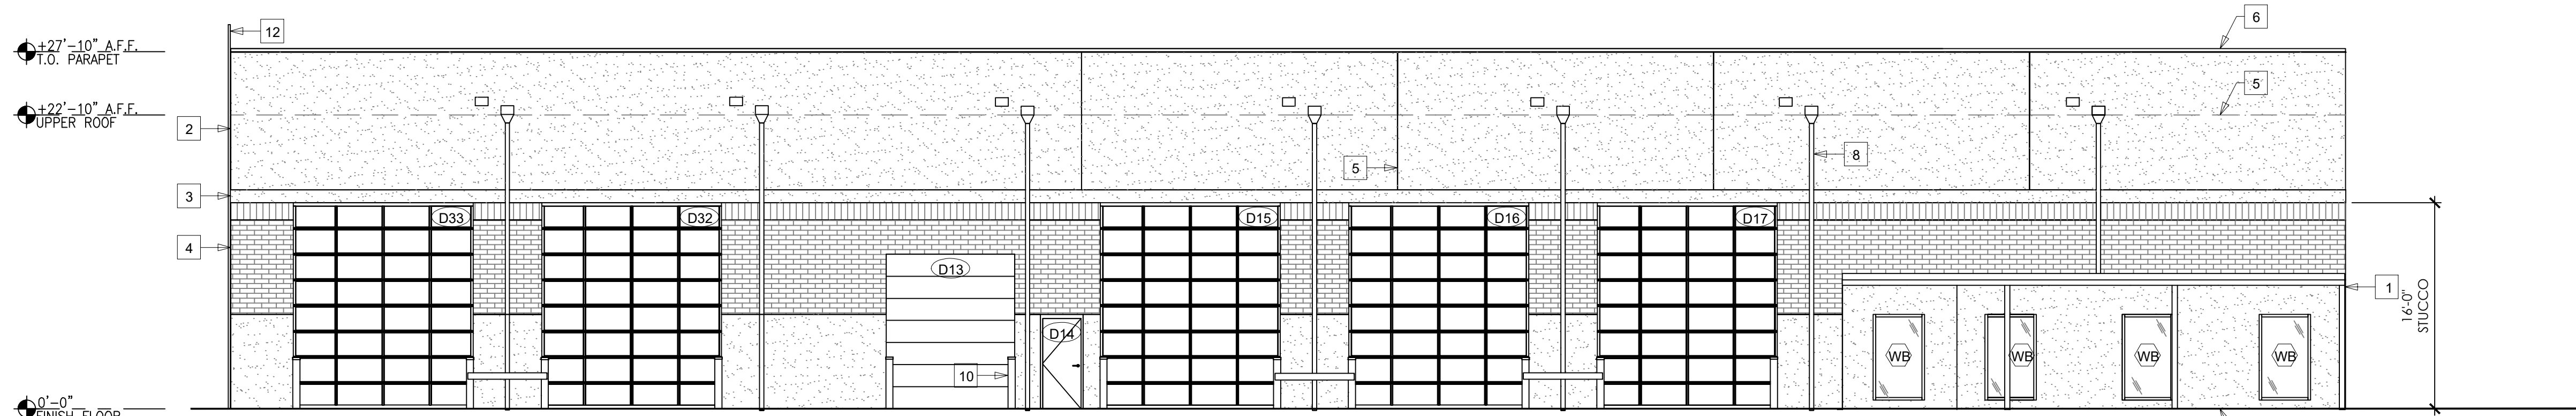 12
6
+27'-10" A.F.F.
T.O. PARAPET
5
+22'-10" A.F.F.
UPPER ROOF
2
8
5
3
D33
D32
D15
D16
D17
4
D13
1
16'-0"
STUCCO
D14
WB
WB
WB
WB
10
0'-0"
FINISH FLOOR